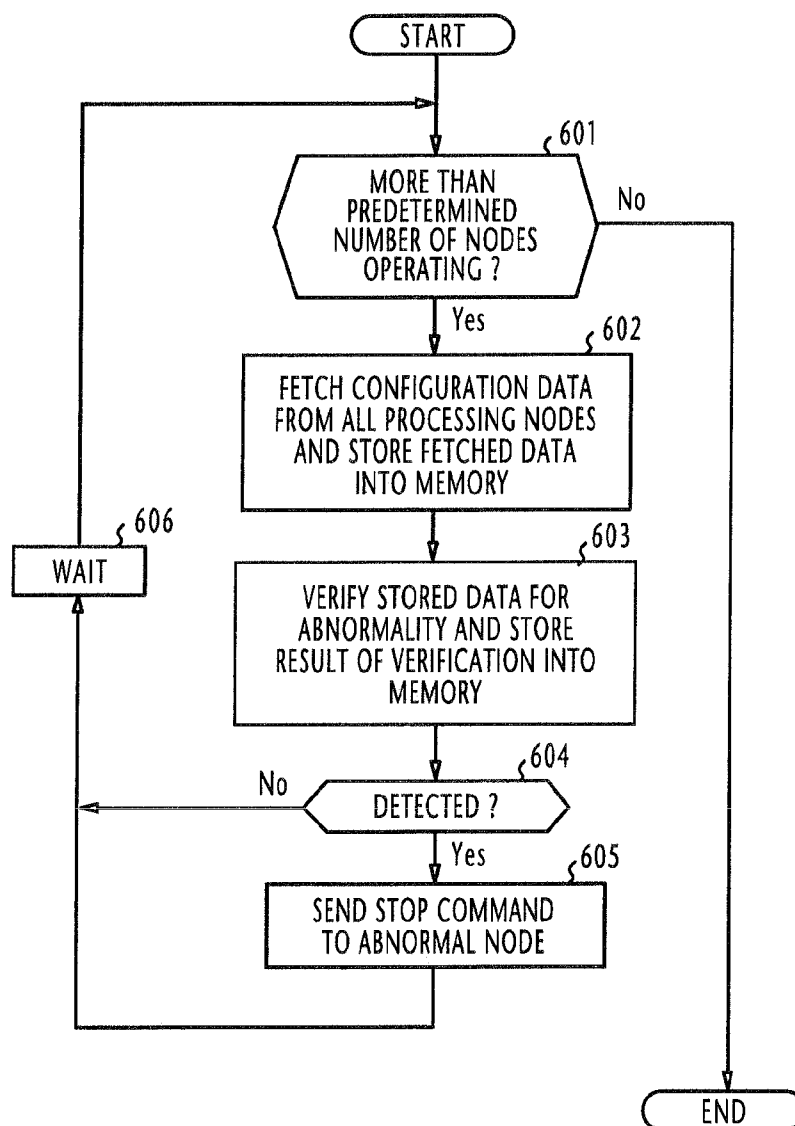 START
601
MORE THAN
PREDETERMINED
NUMBER OF NODES
OPERATING ?
No
Yes
602
FETCH CONFIGURATION DATA
FROM ALL PROCESSING NODES
AND STORE FETCHED DATA
INTO MEMORY
606
WAIT
603
VERIFY STORED DATA FOR
ABNORMALITY AND STORE
RESULT OF VERIFICATION INTO
MEMORY
604
No
DETECTED ?
Yes
605
SEND STOP COMMAND
TO ABNORMAL NODE
END